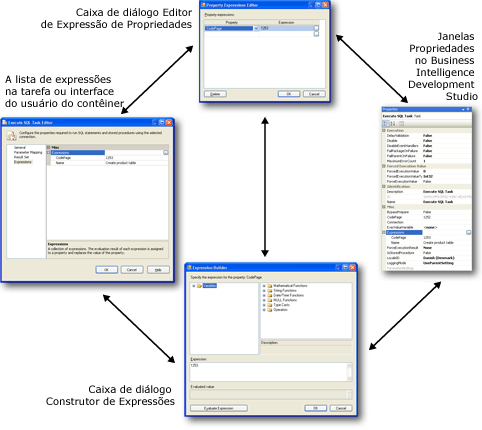 Caixa de diálogo Editor
de Expressão de Propriedades
Property Expressions Editor
Property expressions:
Property
Expression
CodePage
1252
Delete
OK
Cancel
Janelas
Propriedades
no Business
Intelligence
Development
Studio
A lista de expressões
na tarefa ou interface
do usuário do contêiner
Execute SQL Task Editor
Configure the properties required to run SQL statements and stored procedures using the selected
connection.
General
Parameter Mapping
Result Set
Expressions
Misc
Expressions
CodePage
1252
Name
Create product table
Expressions
A collection of expressions. The evaluation result of each expression is assigned
to a property and replaces the value of the property.
OK
Cancel
Help
Properties
Execute SQL Task Task
Execution
DelayValidation False
Disable False
DisableEventHandlers False
FailPackageOnFailure False
FailParentOnFailure False
MaximumErrorCount 1
Forced Execution Value
ForcedExecutionValue 0
Identification
Description Execute SQL Task
Name Execute SQL Task
Misc
BypassPrepare False
CodePage 1252
Connection
ExecValueVariable <none>
Expressions
CodePage 1252
Name Create product table
ForceExecutionResult None
IsStoredProcedure False
LocaleID Danish (Denmark)
LoggingMode UseParentSetting
Expression Builder
Specify the expression for the property: CodePage.
Variables
Mathematical Functions
String Functions
Date/Time Functions
NULL Functions
Type Casts
Operators
Description
Expression:
1252
Evaluated value:
Evaluate Expression
OK
Cancel
Caixa de diálogo
Construtor de Expressões